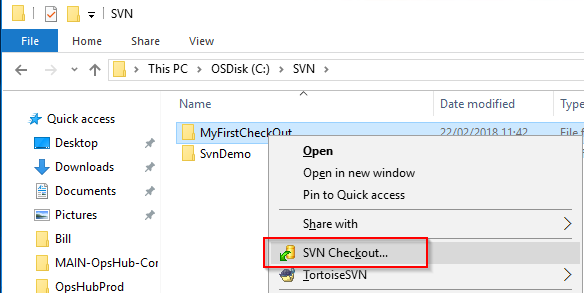 SVN
File Home Share View
This PC > OSDisk (C:) > SVN
Name Date modified Type
Quick access
MyFirstCheckOut 22/02/2018 11:42 File f
Desktop
SvnDemo
Open
Downloads
Open in new window
Documents
Pin to Quick access
Pictures
Share with
Bill
SVN Checkout...
MAIN-OpsHub-Cor
TortoiseSVN
OpsHubProd